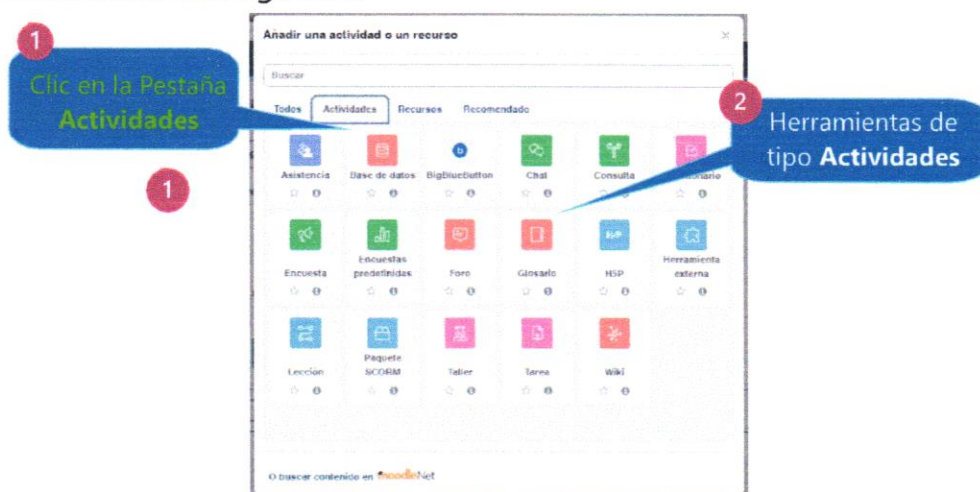 1
Clic en la Pestaña
Actividades
1
Añadir una actividad o un recurso
Buscar
Todos Actividades Recursos Recomendado
2
Herramientas de
tipo Actividades
Asistencia Base de datos BigBlueButton Chat Consulta
Encuesta Encuestas predefinidas Foro Glosario H5P Herramienta externa
Lección Paquete SCORM Taller Tarea Wiki
O buscar contenido en moodleNet